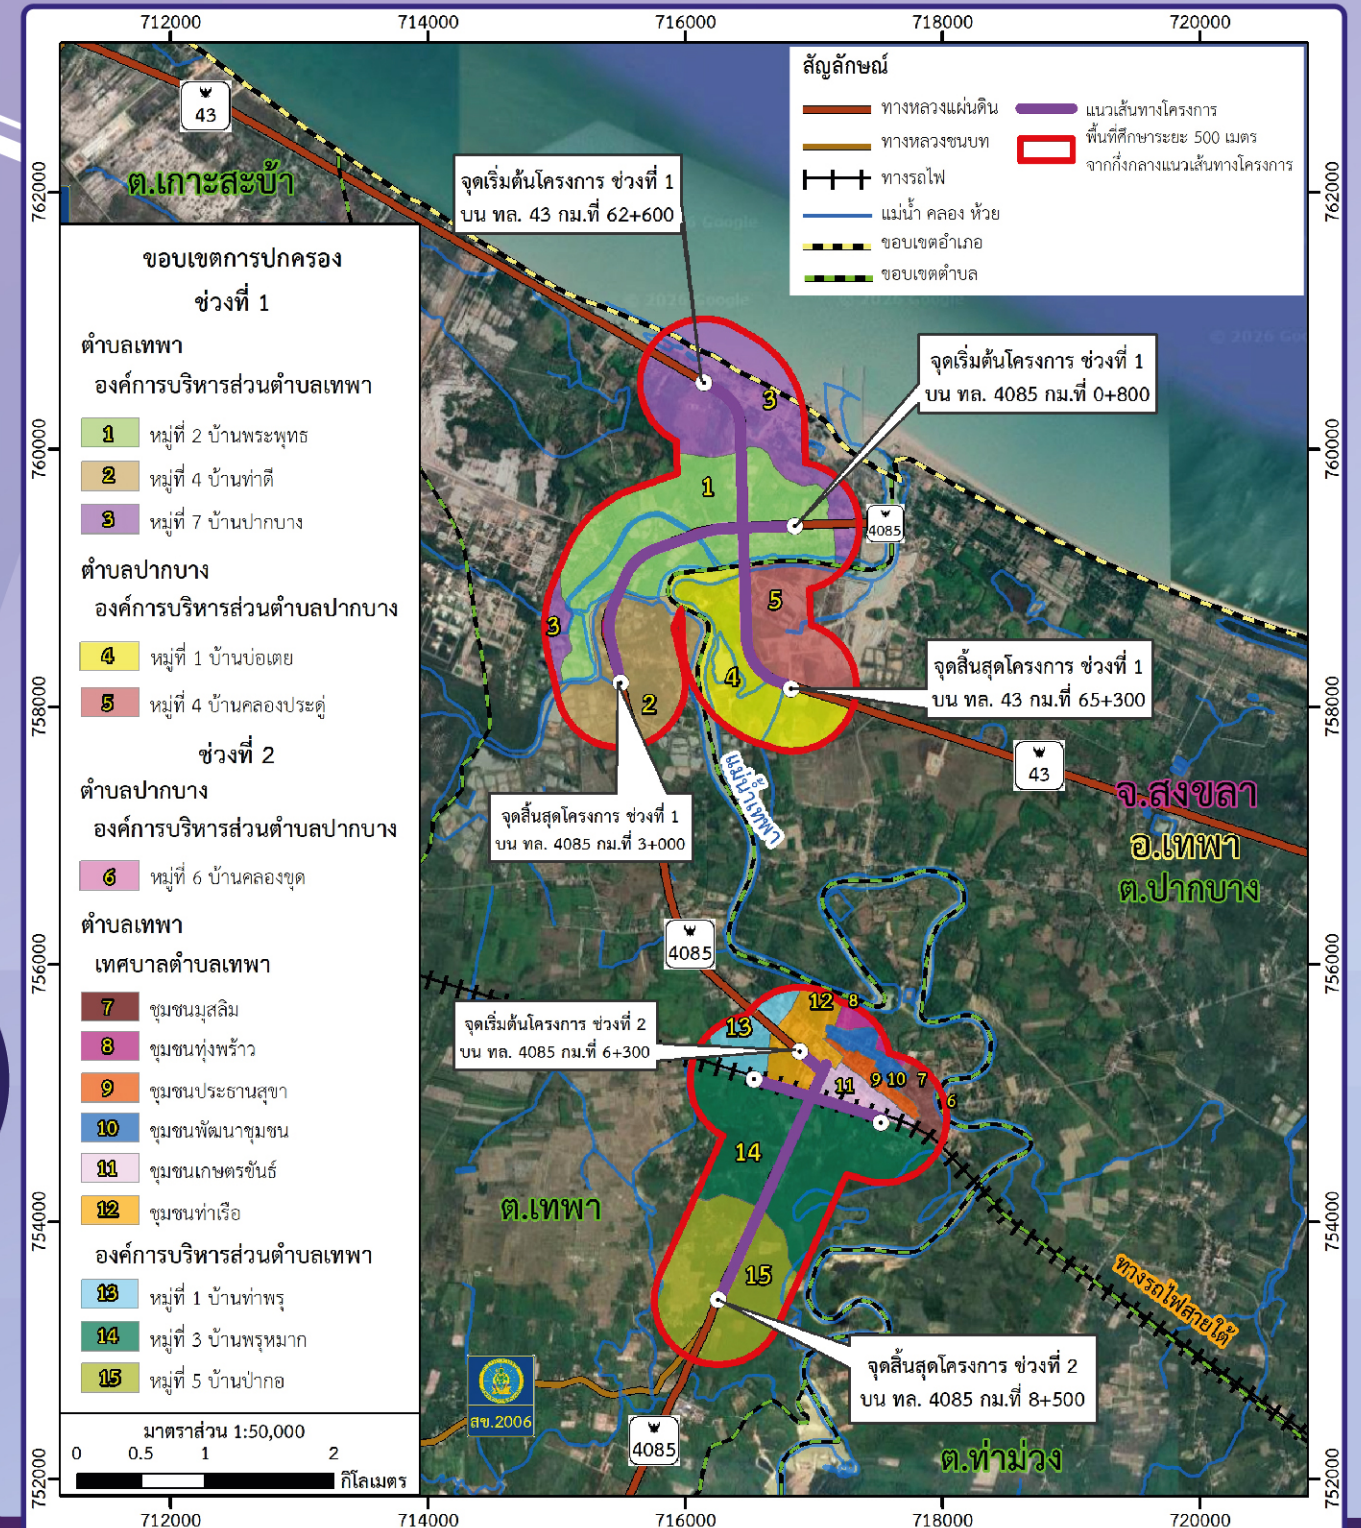 712000
714000
716000
718000
720000
สัญลักษณ์
ทางหลวงแผ่นดิน
ทางหลวงชนบท
ทางรถไฟ
แม่น้ำ คลอง ห้วย
ขอบเขตอำเภอ
ขอบเขตตำบล
แนวเส้นทางโครงการ
พื้นที่ศึกษาระยะ 500 เมตร
จากกึ่งกลางแนวเส้นทางโครงการ
43
ต.เกาะสะบ้า
762000
762000
จุดเริ่มต้นโครงการ ช่วงที่ 1
บน ทล. 43 กม.ที่ 62+600
© 2026 Google
จุดเริ่มต้นโครงการ ช่วงที่ 1
บน ทล. 4085 กม.ที่ 0+800
ขอบเขตการปกครอง
ช่วงที่ 1
ตำบลเทพา
องค์การบริหารส่วนตำบลเทพา
1 หมู่ที่ 2 บ้านพระพุทธ
2 หมู่ที่ 4 บ้านท่าดี
3 หมู่ที่ 7 บ้านปากบาง
ตำบลปากบาง
องค์การบริหารส่วนตำบลปากบาง
4 หมู่ที่ 1 บ้านบ่อเตย
5 หมู่ที่ 4 บ้านคลองประดู่
ช่วงที่ 2
ตำบลปากบาง
องค์การบริหารส่วนตำบลปากบาง
6 หมู่ที่ 6 บ้านคลองขุด
ตำบลเทพา
เทศบาลตำบลเทพา
7 ชุมชนมุสลิม
8 ชุมชนทุ่งพร้าว
9 ชุมชนประธานสุขา
10 ชุมชนพัฒนาชุมชน
11 ชุมชนเกษตรขันธ์
12 ชุมชนท่าเรือ
องค์การบริหารส่วนตำบลเทพา
13 หมู่ที่ 1 บ้านท่าพรุ
14 หมู่ที่ 3 บ้านพรุหมาก
15 หมู่ที่ 5 บ้านป่ากอ
มาตราส่วน 1:50,000
0 0.5 1 2
กิโลเมตร
760000
760000
3
1
4085
5
3
4
2
จุดสิ้นสุดโครงการ ช่วงที่ 1
บน ทล. 43 กม.ที่ 65+300
758000
758000
43
แม่น้ำเทพา
จุดสิ้นสุดโครงการ ช่วงที่ 1
บน ทล. 4085 กม.ที่ 3+000
จ.สงขลา
อ.เทพา
ต.ปากบาง
4085
756000
756000
จุดเริ่มต้นโครงการ ช่วงที่ 2
บน ทล. 4085 กม.ที่ 6+300
12
8
13
11
9
10
7
6
14
ต.เทพา
754000
754000
15
ทางรถไฟสายใต้
จุดสิ้นสุดโครงการ ช่วงที่ 2
บน ทล. 4085 กม.ที่ 8+500
สข.2006
4085
ต.ท่าม่วง
752000
752000
712000
714000
716000
718000
720000